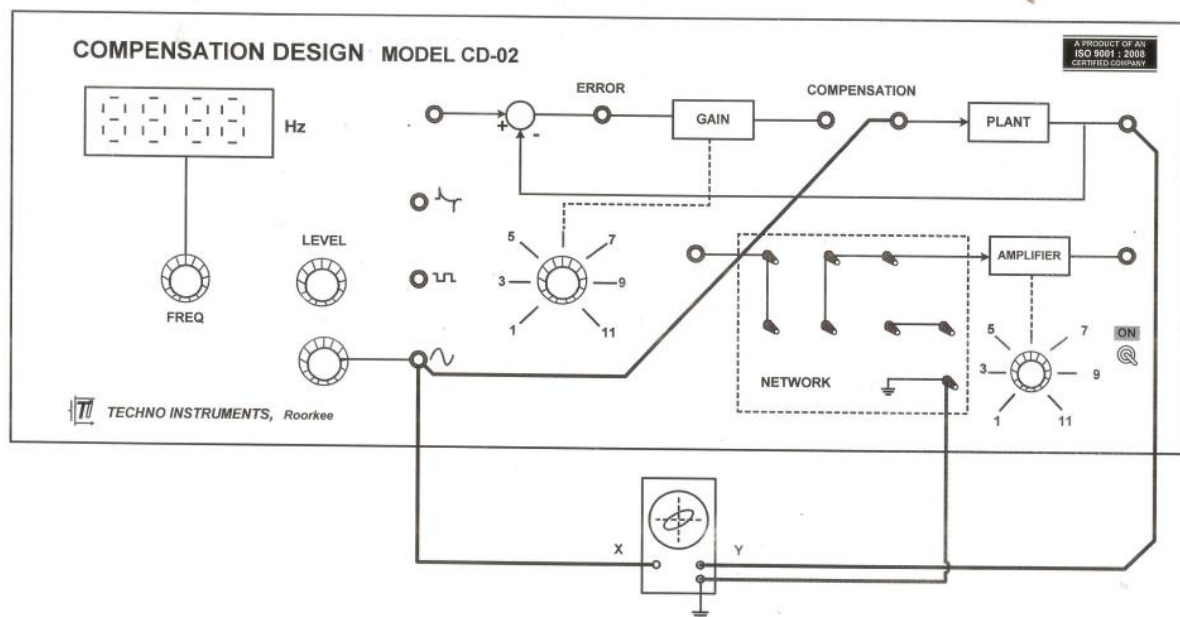 COMPENSATION DESIGN MODEL CD-02
A PRODUCT OF AN
ISO 9001 : 2008
CERTIFIED COMPANY
Hz
ERROR
COMPENSATION
GAIN
PLANT
+
-
LEVEL
FREQ
5
7
3
9
1
11
AMPLIFIER
NETWORK
ON
5
7
3
9
1
11
TECHNO INSTRUMENTS, Roorkee
X
Y